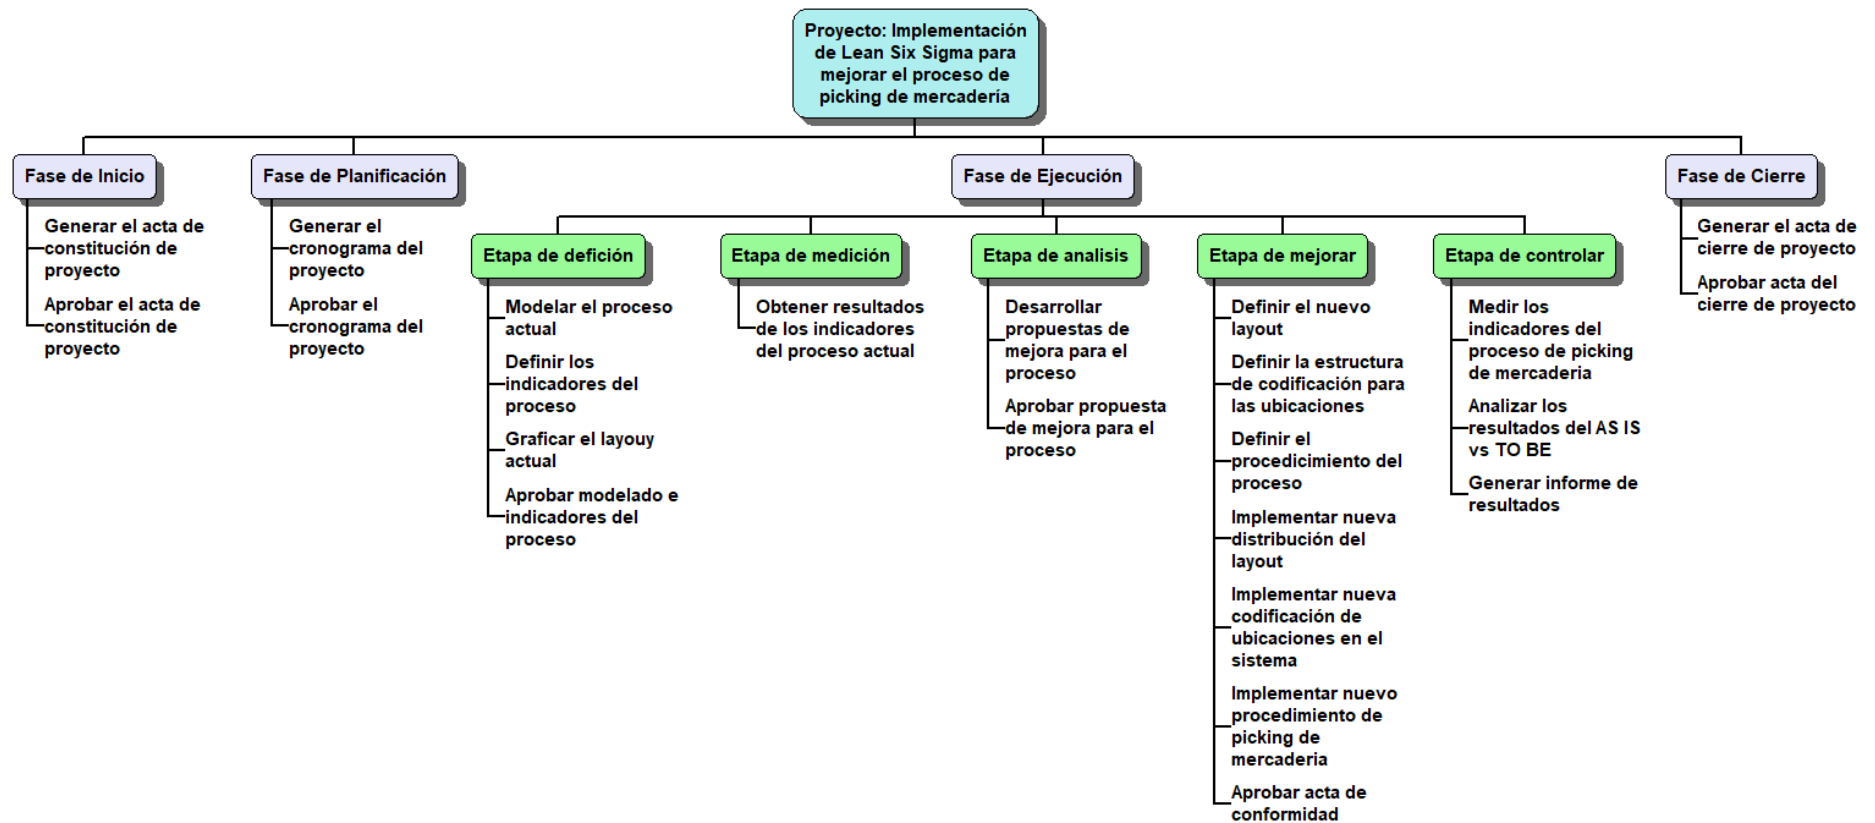 Proyecto: Implementación
de Lean Six Sigma para
mejorar el proceso de
picking de mercadería
Fase de Inicio
Generar el acta de
constitución de
proyecto
Aprobar el acta de
constitución de
proyecto
Fase de Planificación
Generar el
cronograma del
proyecto
Aprobar el
cronograma del
proyecto
Fase de Ejecución
Etapa de defición
Modelar el proceso
actual
Definir los
indicadores del
proceso
Graficar el layouy
actual
Aprobar modelado e
indicadores del
proceso
Etapa de medición
Obtener resultados
de los indicadores
del proceso actual
Etapa de analisis
Desarrollar
propuestas de
mejora para el
proceso
Aprobar propuesta
de mejora para el
proceso
Etapa de mejorar
Definir el nuevo
layout
Definir la estructura
de codificación para
las ubicaciones
Definir el
procedicimiento del
proceso
Implementar nueva
distribución del
layout
Implementar nueva
codificación de
ubicaciones en el
sistema
Implementar nuevo
procedimiento de
picking de
mercaderia
Aprobar acta de
conformidad
Etapa de controlar
Medir los
indicadores del
proceso de picking
de mercaderia
Analizar los
resultados del AS IS
vs TO BE
Generar informe de
resultados
Fase de Cierre
Generar el acta de
cierre de proyecto
Aprobar acta del
cierre de proyecto